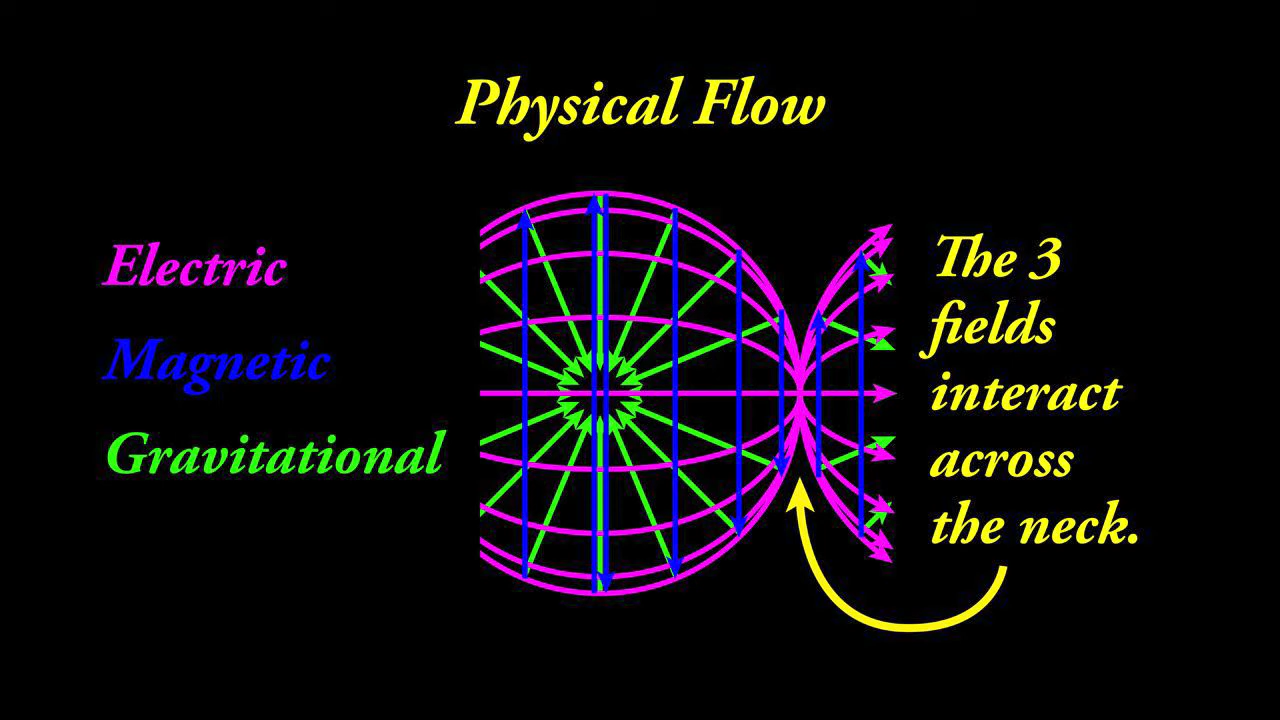 Physical Flow
Electric
Magnetic
Gravitational
The 3
fields
interact
across
the neck.